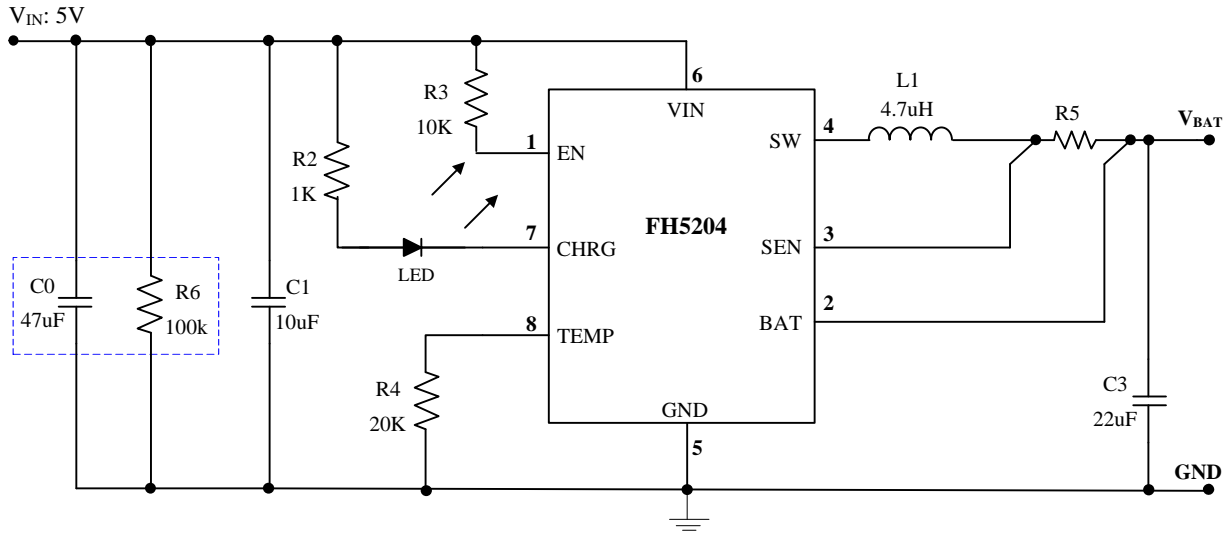 VIN: 5V
6
VIN
R3
10K
1
EN
R2
1K
7
CHRG
LED
FH5204
SW
4
L1
4.7uH
R5
VBAT
SEN
3
BAT
2
C0
47uF
R6
100k
C1
10uF
8
TEMP
R4
20K
GND
5
C3
22uF
GND